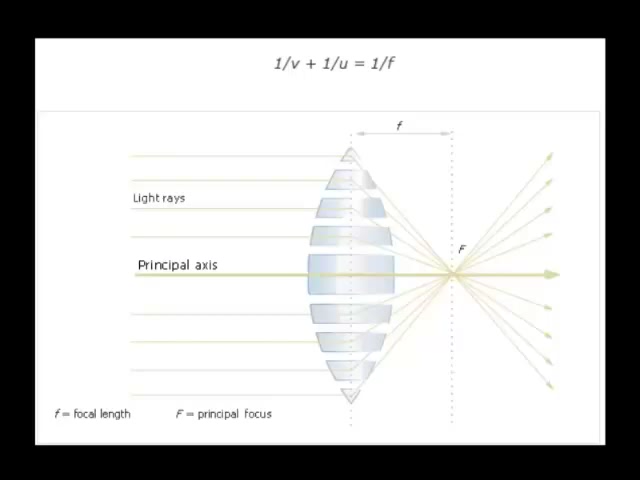 1/v + 1/u = 1/f
f
Light rays
F
Principal axis
f = focal length
F = principal focus